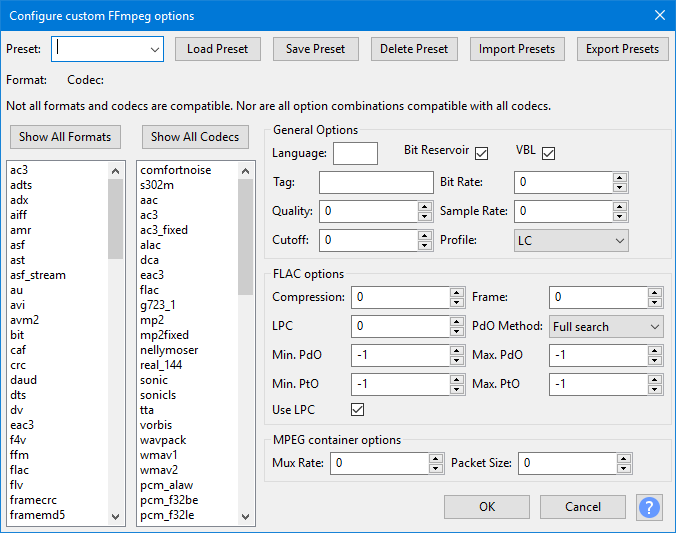 Configure custom FFmpeg options
Preset:
Load Preset
Save Preset
Delete Preset
Import Presets
Export Presets
Format: Codec:
Not all formats and codecs are compatible. Nor are all option combinations compatible with all codecs.
Show All Formats
ac3
adts
adx
aiff
amr
asf
ast
asf_stream
au
avi
avm2
bit
caf
crc
daud
dts
dv
eac3
f4v
ffm
flac
flv
framecrc
framemd5
Show All Codecs
comfortnoise
s302m
aac
ac3
ac3_fixed
alac
dca
eac3
flac
g723_1
mp2
mp2fixed
nellymoser
real_144
sonic
sonicls
tta
vorbis
wavpack
wmav1
wmav2
pcm_alaw
pcm_f32be
pcm_f32le
General Options
Language: Bit Reservoir VBL
Tag: Bit Rate: 0
Quality: 0 Sample Rate: 0
Cutoff: 0 Profile: LC
FLAC options
Compression: 0 Frame: 0
LPC 0 PdO Method: Full search
Min. PdO -1 Max. PdO -1
Min. PtO -1 Max. PtO -1
Use LPC
MPEG container options
Mux Rate: 0 Packet Size: 0
OK
Cancel
?